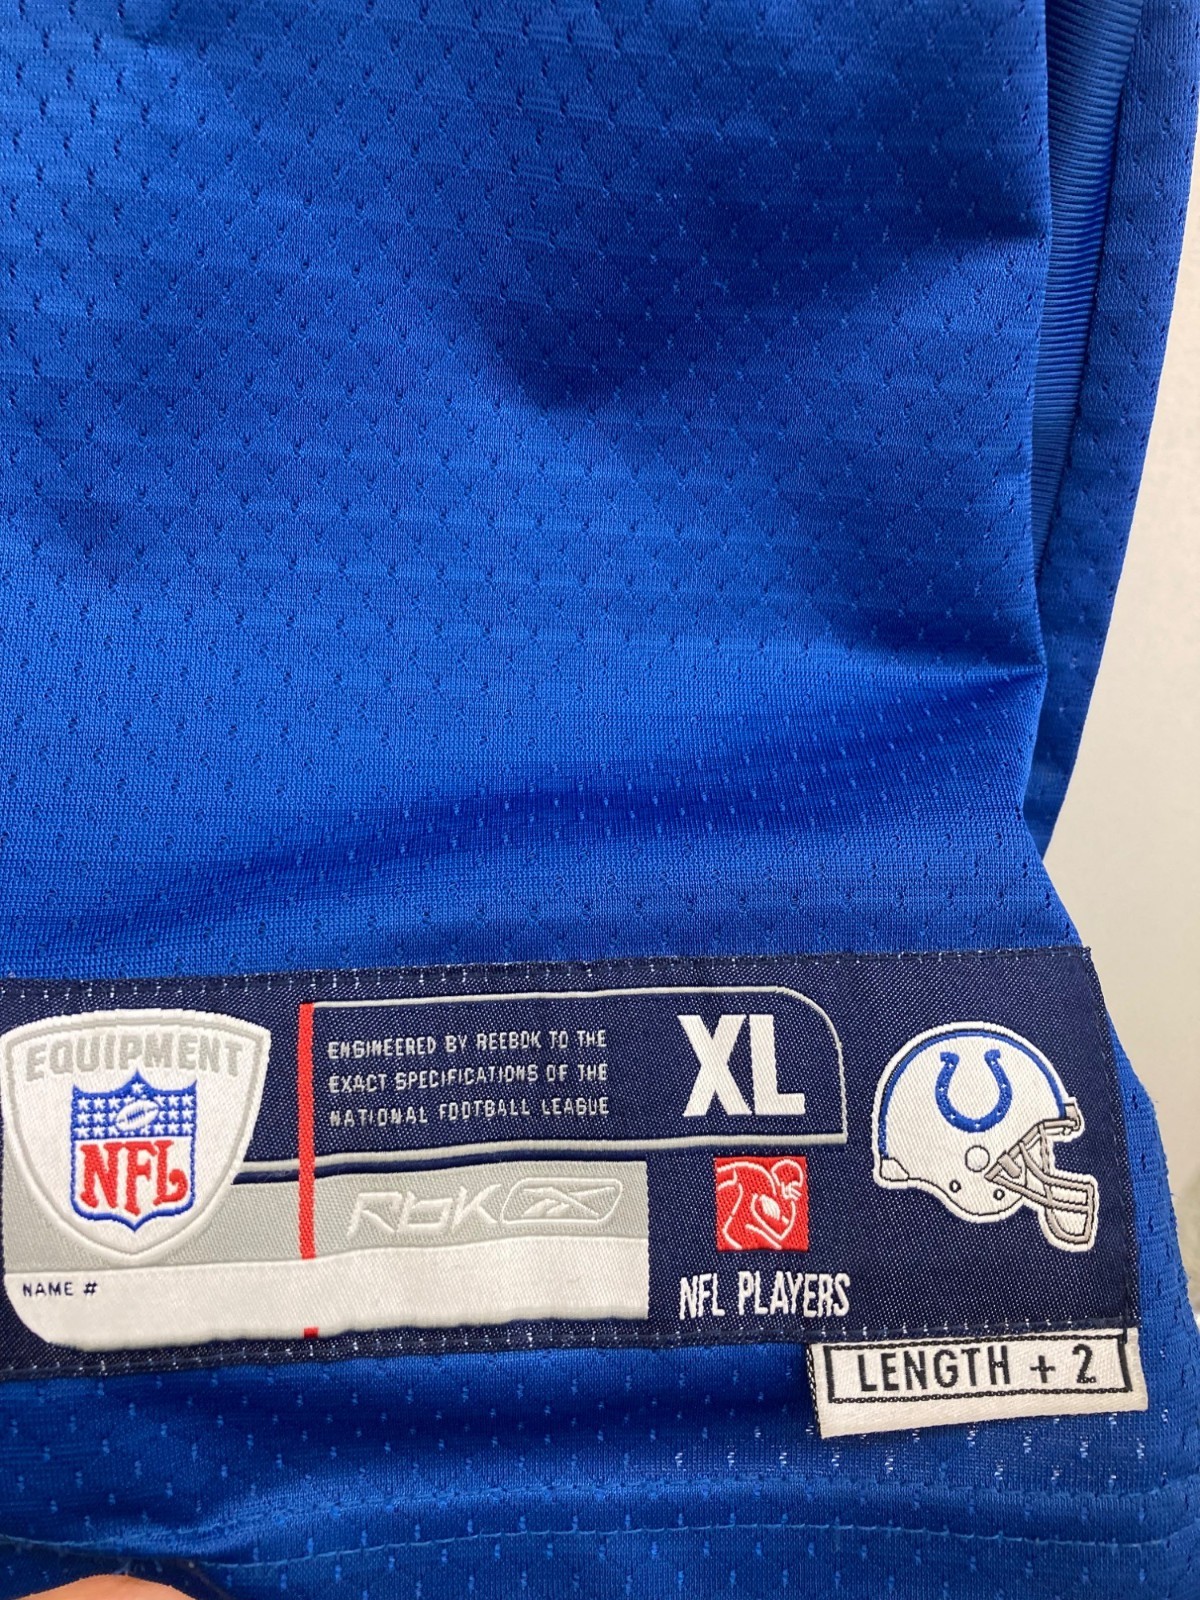 EQUIPMENT
NFL
ENGINEERED BY REEBOK TO THE
EXACT SPECIFICATIONS OF THE
NATIONAL FOOTBALL LEAGUE
XL
RbK
NAME #
NFL PLAYERS
LENGTH + 2